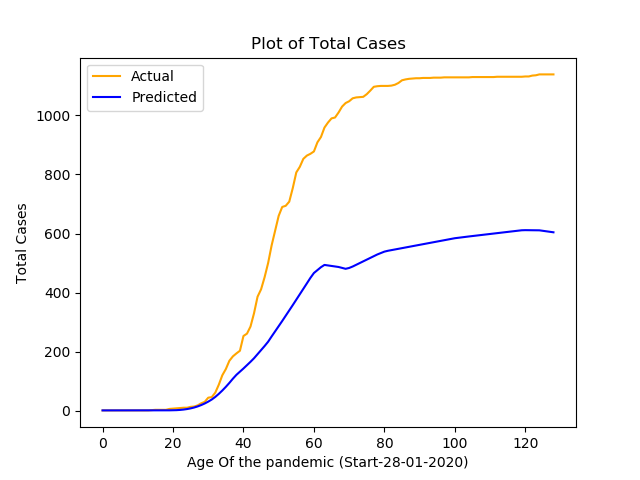 Plot of Total Cases
Actual
Predicted
Total Cases
1000
800
600
400
200
0
0 20 40 60 80 100 120
Age Of the pandemic (Start-28-01-2020)